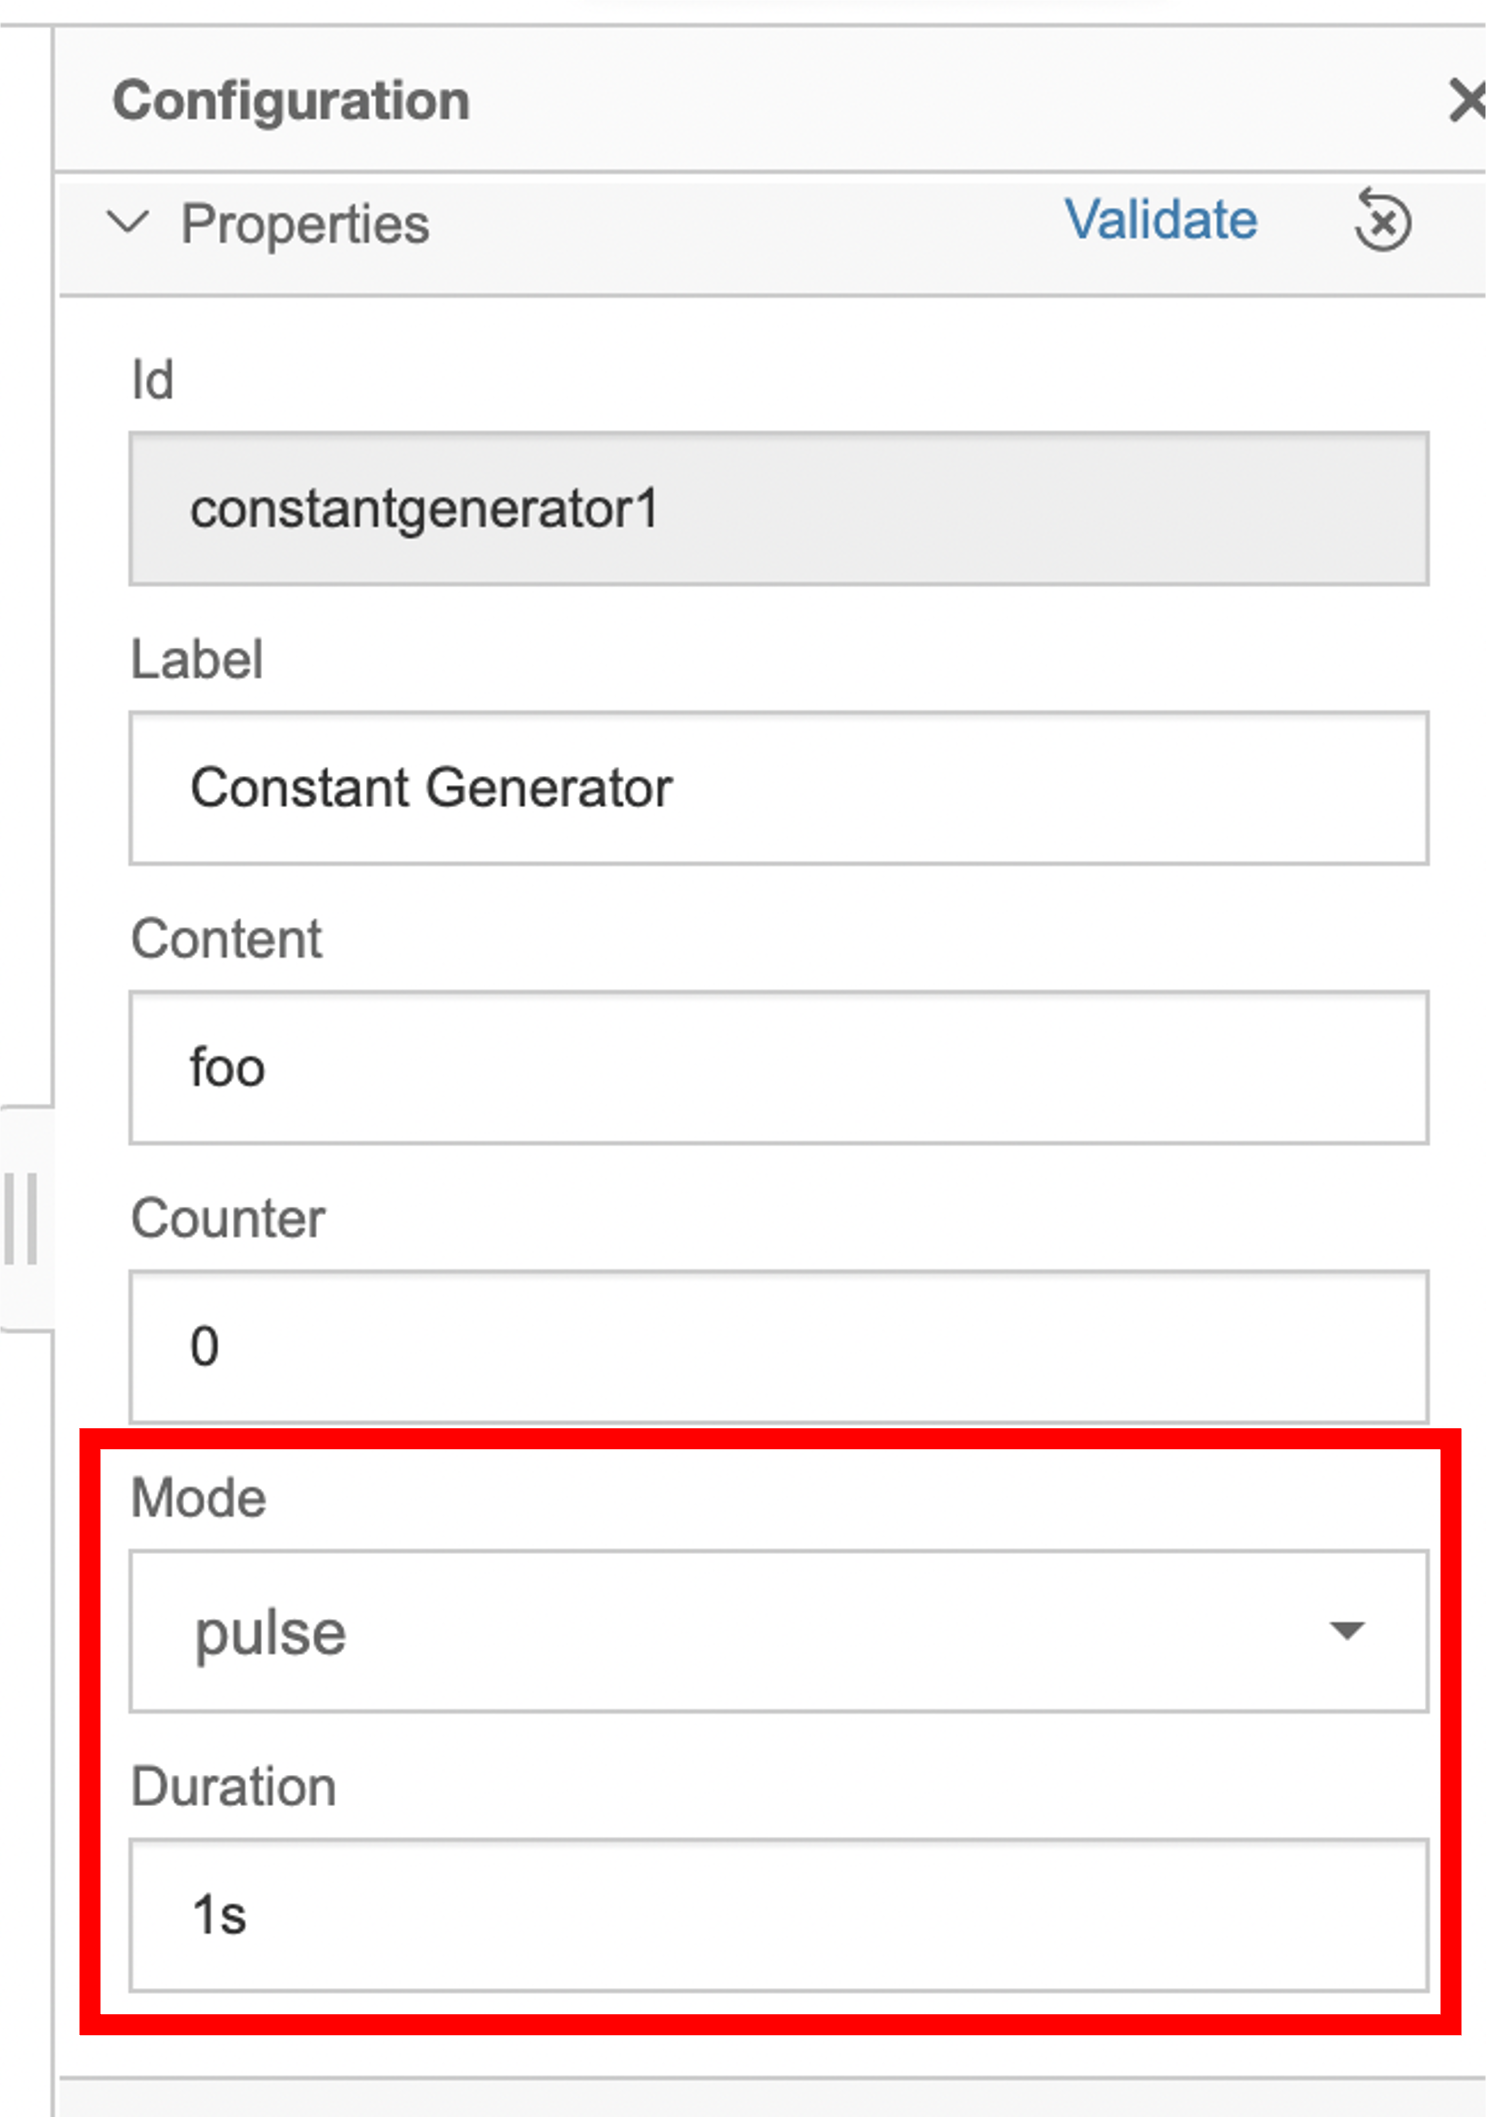 Configuration
Properties
Validate
Id
constantgenerator1
Label
Constant Generator
Content
foo
Counter
0
Mode
pulse
Duration
1s